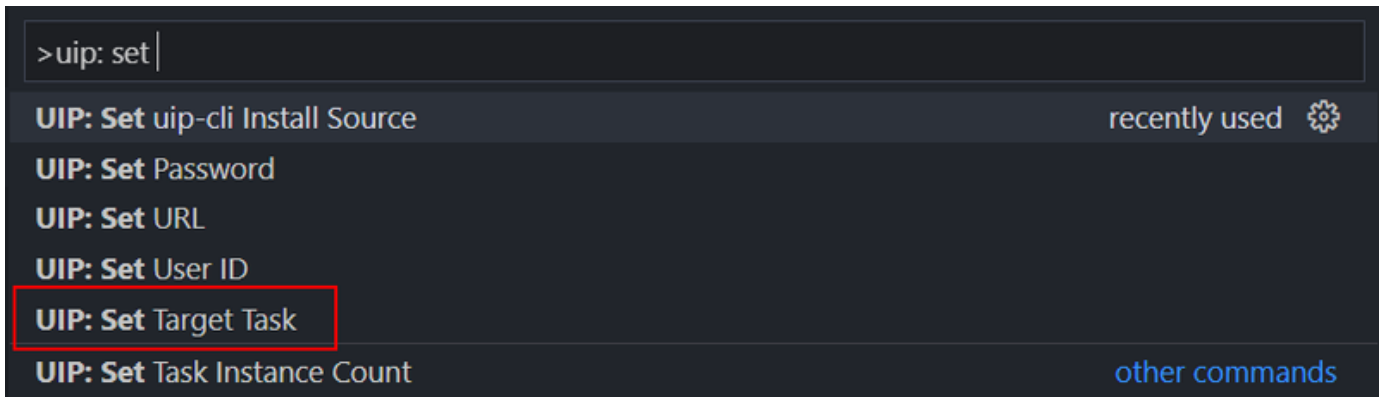 >uip: set
UIP: Set uip-cli Install Source recently used
UIP: Set Password
UIP: Set URL
UIP: Set User ID
UIP: Set Target Task
UIP: Set Task Instance Count other commands